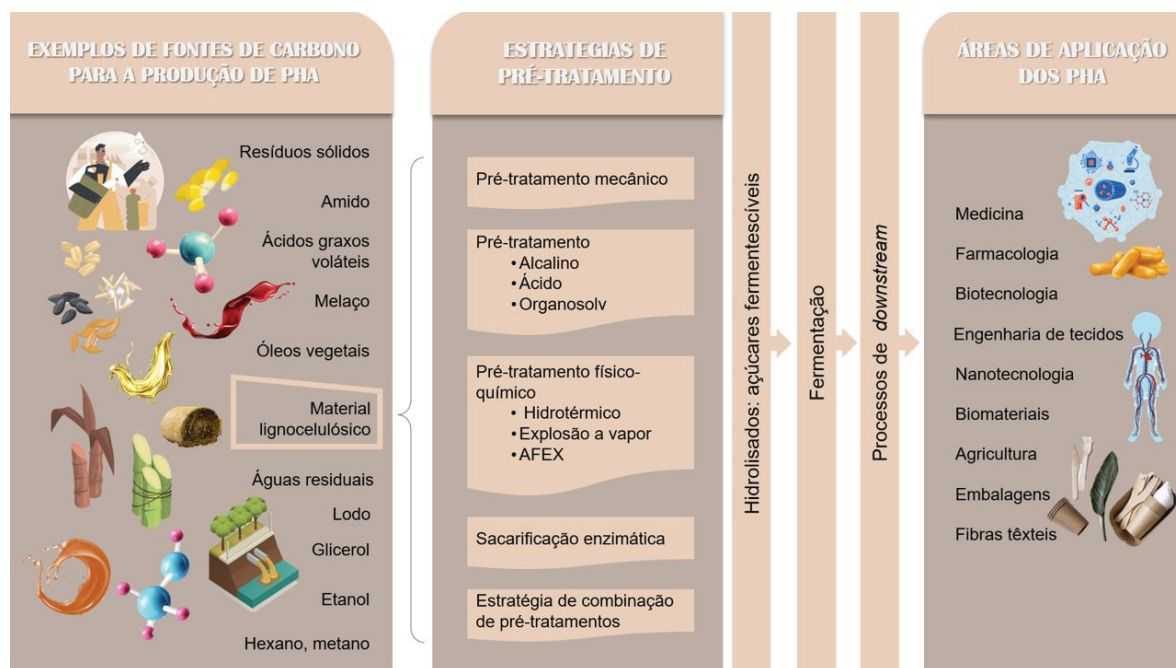 EXEMPLOS DE FONTES DE CARBONO
PARA A PRODUÇÃO DE PHA
Resíduos sólidos
Amido
Ácidos graxos
voláteis
Melaço
Óleos vegetais
Material
lignocelulósico
Águas residuais
Lodo
Glicerol
Etanol
Hexano, metano
ESTRATEGIAS DE
PRÉ-TRATAMENTO
Pré-tratamento mecânico
Pré-tratamento
•Alcalino
•Ácido
•Organosolv
Pré-tratamento físico-
químico
• Hidrotérmico
•Explosão a vapor
•AFEX
Sacarificação enzimática
Estratégia de combinação
de pré-tratamentos
Hidrolisados: açúcares fermentescíveis
Fermentação
Processos de downstream
ÁREAS DE APLICAÇÃO
DOS PHA
Medicina
Farmacologia
Biotecnologia
Engenharia de tecidos
Nanotecnologia
Biomateriais
Agricultura
Embalagens
Fibras têxteis